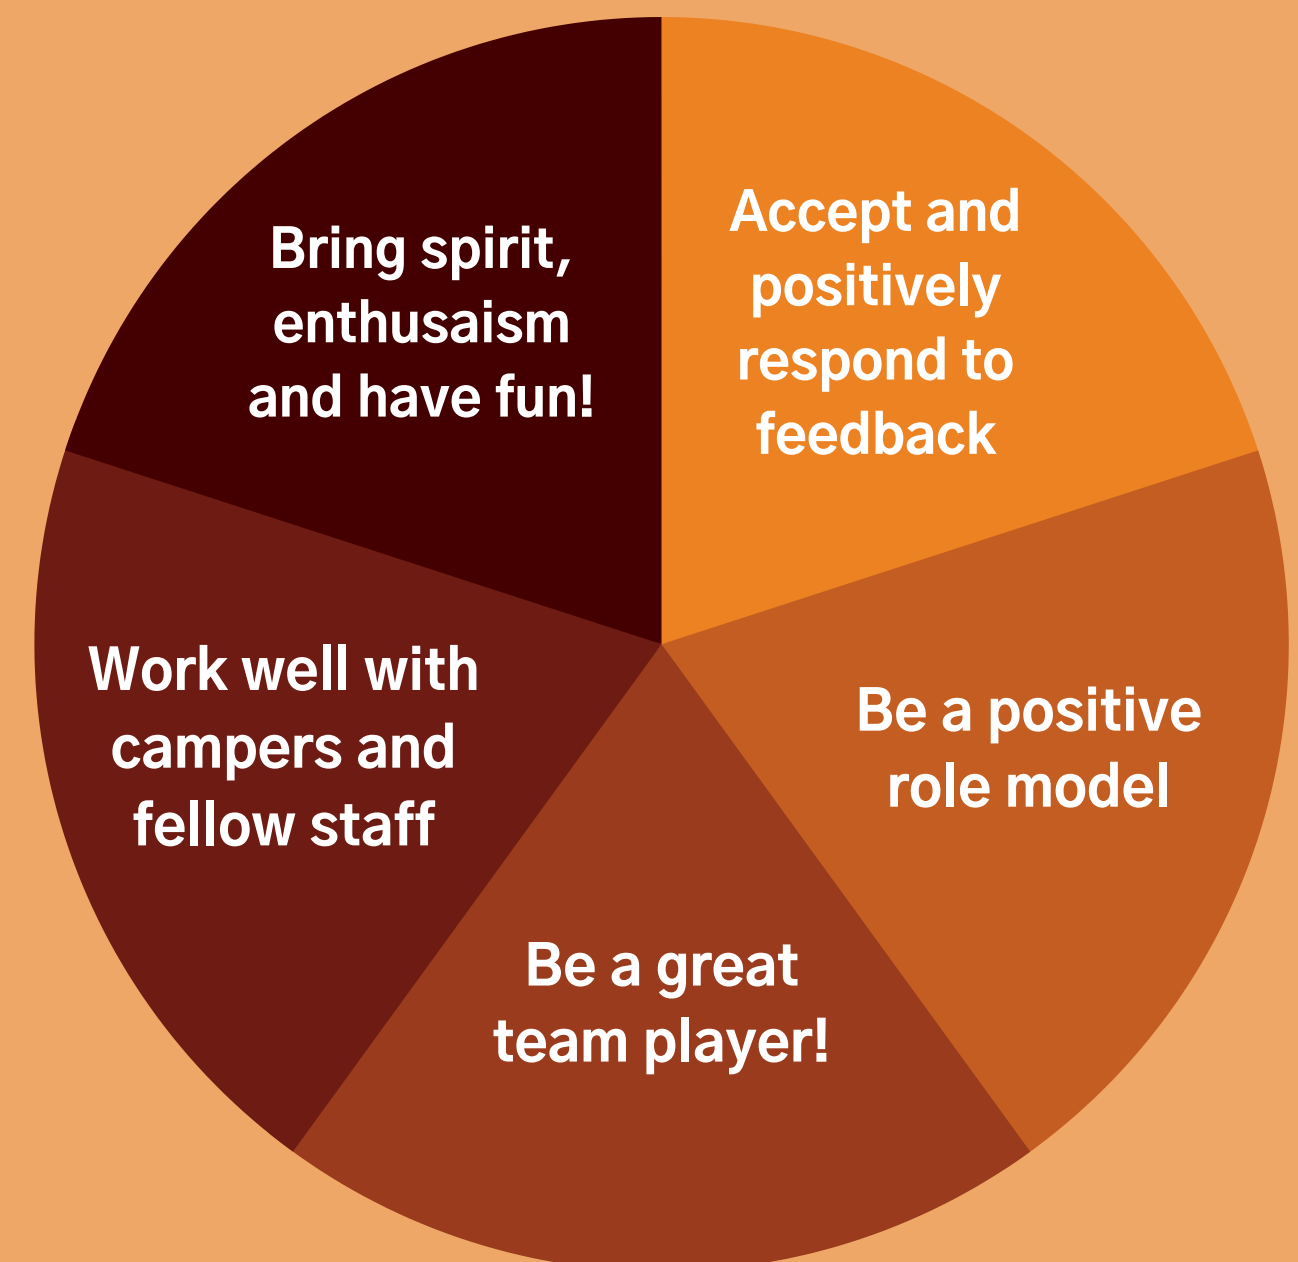 Accept and
positively
respond to
feedback
Be a positive
role model
Be a great
team player!
Work well with
campers and
fellow staff
Bring spirit,
enthusaism
and have fun!